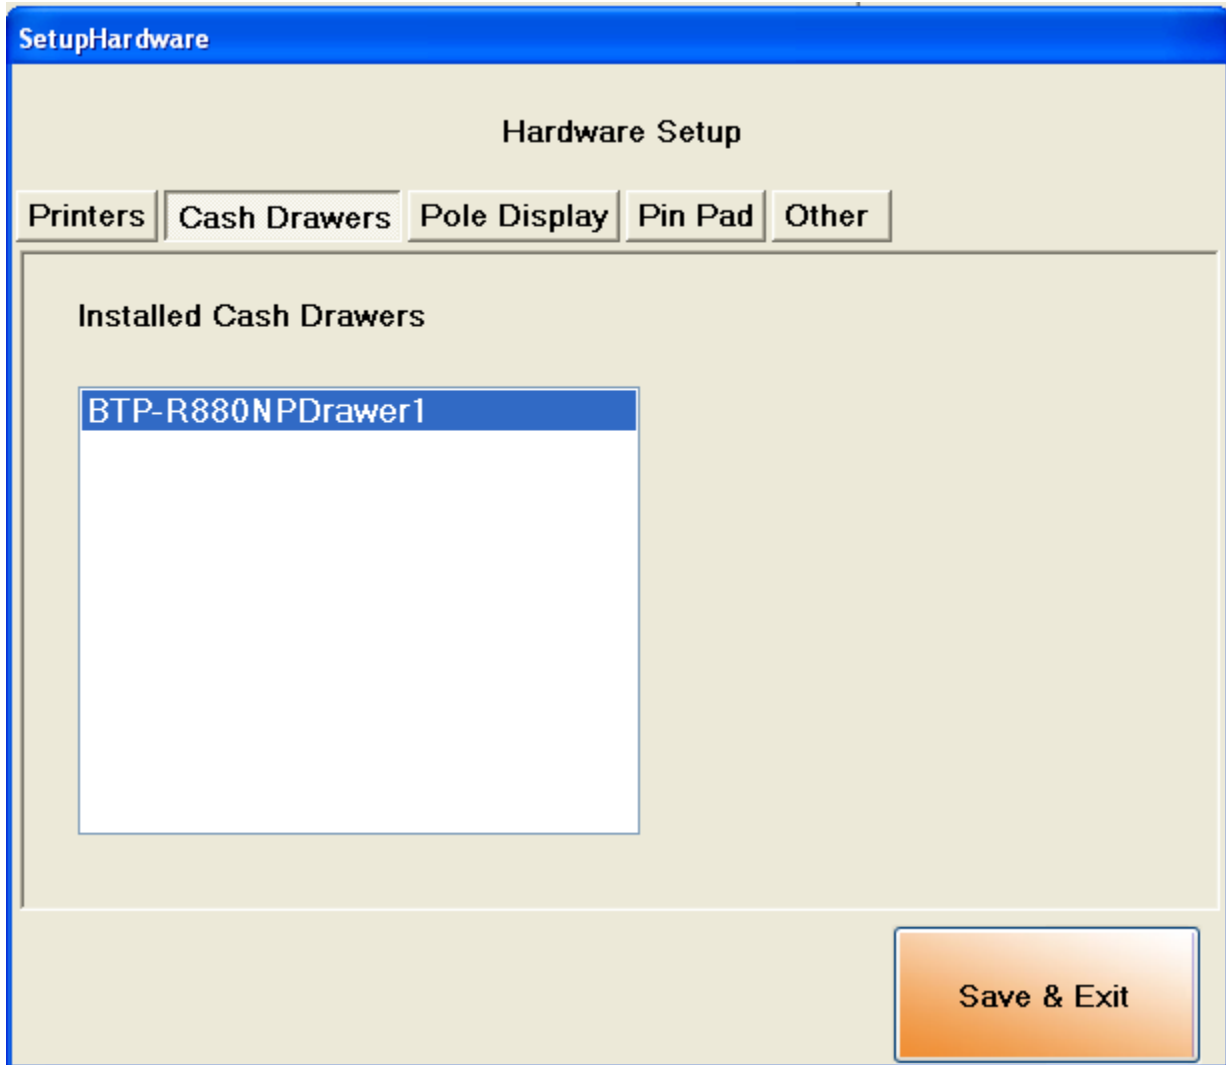 SetupHardware
Hardware Setup
Printers Cash Drawers Pole Display Pin Pad Other
Installed Cash Drawers
BTP-R880NPDrawer1
Save & Exit